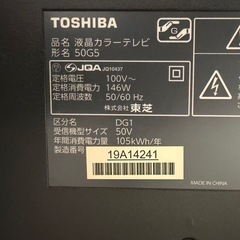 TOSHIBA
品名 液晶カラーテレビ
形名 50G5
JQA JQ10437
定格電圧 100V~
定格消費電力 146W
定格周波数 50/60 Hz
株式会社 東芝
区分 DG1
受信機型サイズ 50V
年間消費電力量 105kWh/年
製造番号 19A14241
CHINA